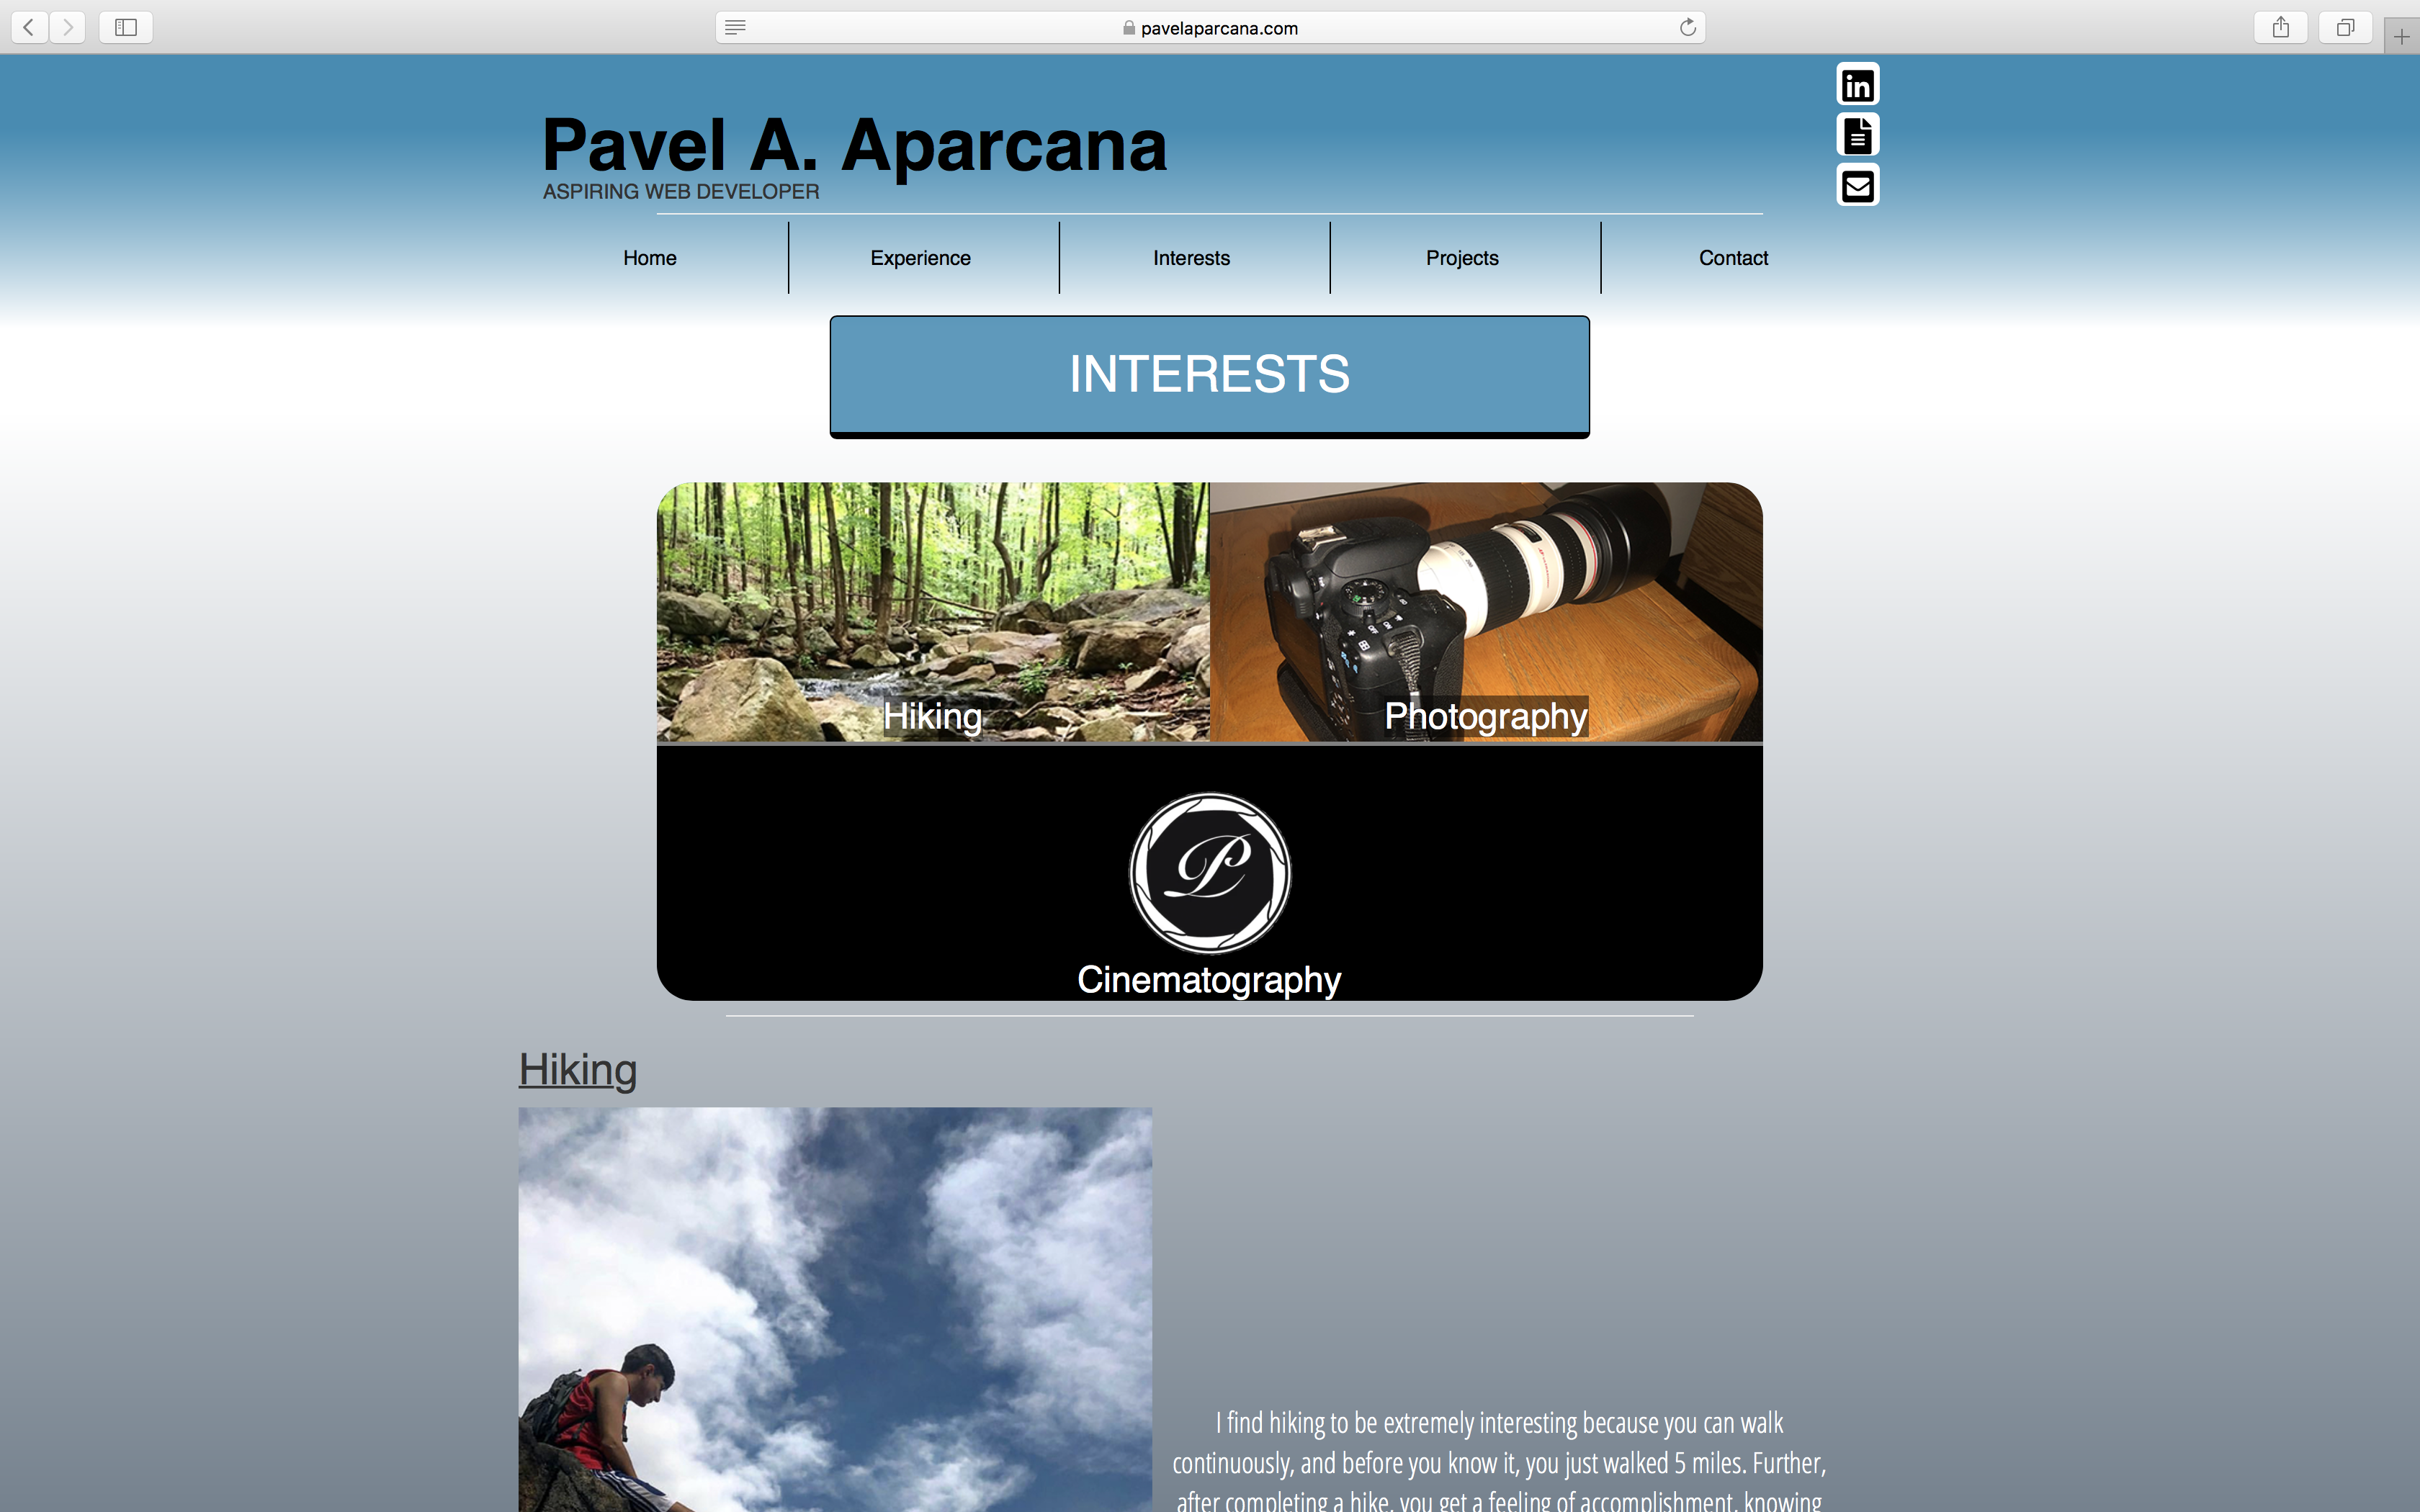 pavelaparcana.com
in
Pavel A. Aparcana
ASPIRING WEB DEVELOPER
Home
Experience
Interests
Projects
Contact
INTERESTS
Hiking
Photography
P
Cinematography
Hiking
I find hiking to be extremely interesting because you can walk
continuously, and before you know it, you just walked 5 miles. Further,
after completing a hike, you get a feeling of accomplishment, knowing